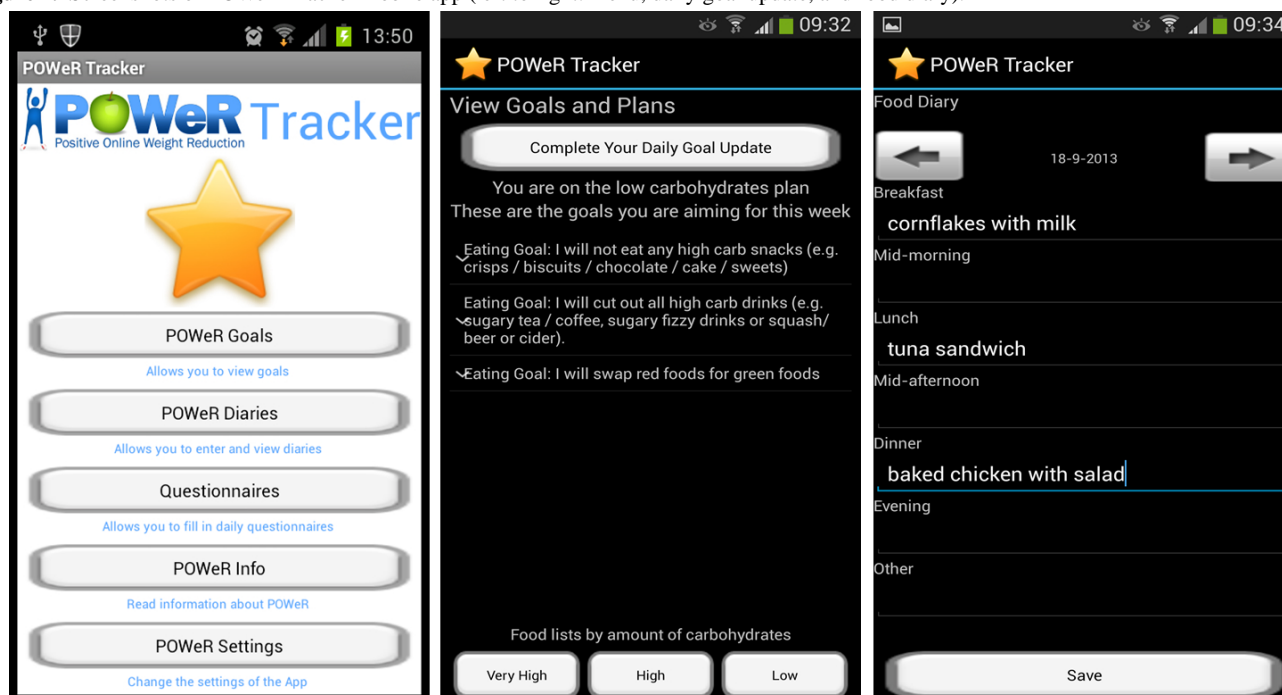 13:50
POWeR Tracker
POWeR Tracker
Positive Online Weight Reduction
POWeR Goals
Allows you to view goals
POWeR Diaries
Allows you to enter and view diaries
Questionnaires
Allows you to fill in daily questionnaires
POWeR Info
Read information about POWeR
POWeR Settings
Change the settings of the App
09:32
POWeR Tracker
View Goals and Plans
Complete Your Daily Goal Update
You are on the low carbohydrates plan
These are the goals you are aiming for this week
Eating Goal: I will not eat any high carb snacks (e.g.
crisps / biscuits / chocolate / cake / sweets)
Eating Goal: I will cut out all high carb drinks (e.g.
sugary tea / coffee, sugary fizzy drinks or squash/
beer or cider).
Eating Goal: I will swap red foods for green foods
Food lists by amount of carbohydrates
Very High
High
Low
09:34
POWeR Tracker
Food Diary
18-9-2013
Breakfast
cornflakes with milk
Mid-morning
Lunch
tuna sandwich
Mid-afternoon
Dinner
baked chicken with salad
Evening
Other
Save